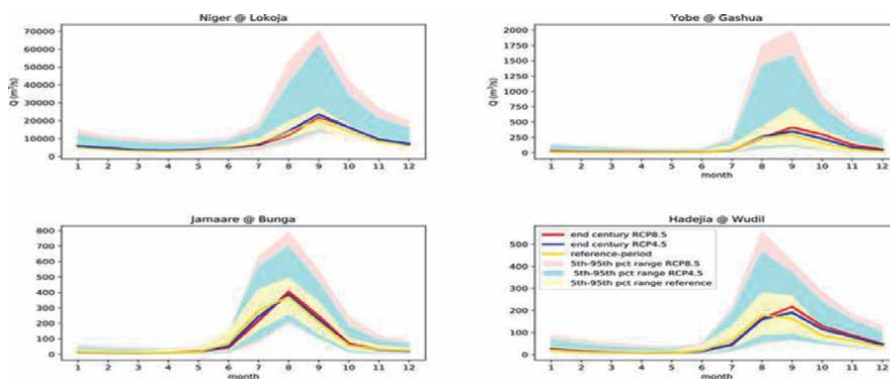 Niger @ Lokoja
70000
60000
50000
40000
30000
20000
10000
0
Q (m³/s)
1 2 3 4 5 6 7 8 9 10 11 12
Yobe @ Gashua
2000
1750
1500
1250
1000
750
500
250
0
Q (m³/s)
1 2 3 4 5 6 7 8 9 10 11 12
month
Jamaare @ Bunga
800
700
600
500
400
300
200
100
0
1 2 3 4 5 6 7 8 9 10 11 12
month
Hadejia @ Wudil
500
400
300
200
100
0
end century RCP8.5
end century RCP4.5
reference-period
5th-95th pct range RCP8.5
5th-95th pct range RCP4.5
5th-95th pct range reference
1 2 3 4 5 6 7 8 9 10 11 12
month